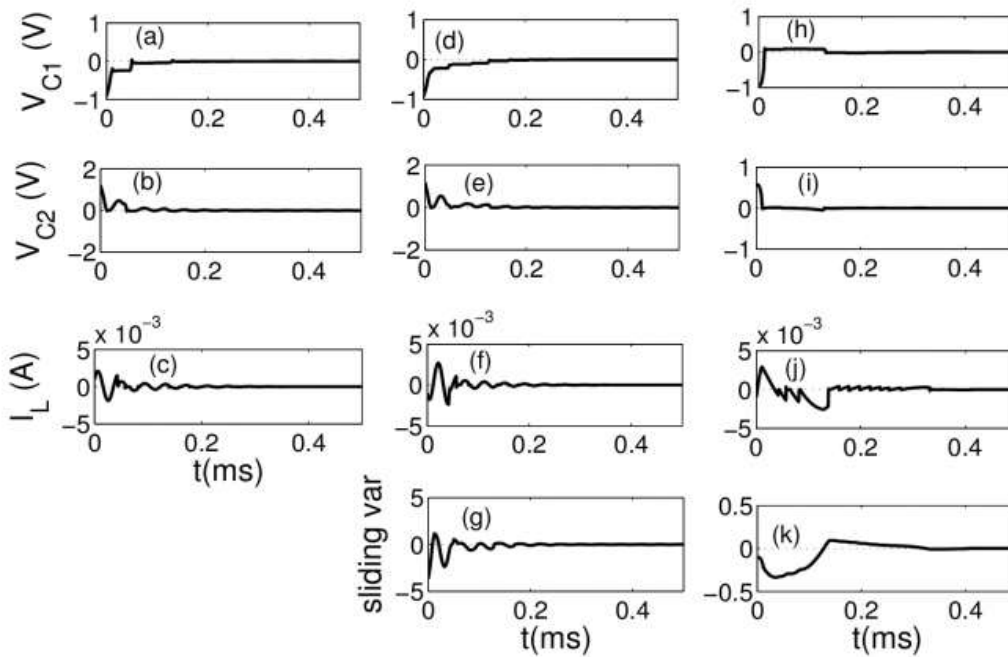 V_C1 (V)
1
0
−1
(a)
0 0.2 0.4
1
0
−1
(d)
0 0.2 0.4
1
0
−1
(h)
0 0.2 0.4
V_C2 (V)
2
0
−2
(b)
0 0.2 0.4
2
0
−2
(e)
0 0.2 0.4
1
0
−1
(i)
0 0.2 0.4
I_L (A)
x 10^−3
5
0
−5
(c)
0 0.2 0.4
t(ms)
x 10^−3
5
0
−5
(f)
0 0.2 0.4
x 10^−3
5
0
−5
(j)
0 0.2 0.4
sliding var
5
0
−5
(g)
0 0.2 0.4
t(ms)
0.5
0
−0.5
(k)
0 0.2 0.4
t(ms)